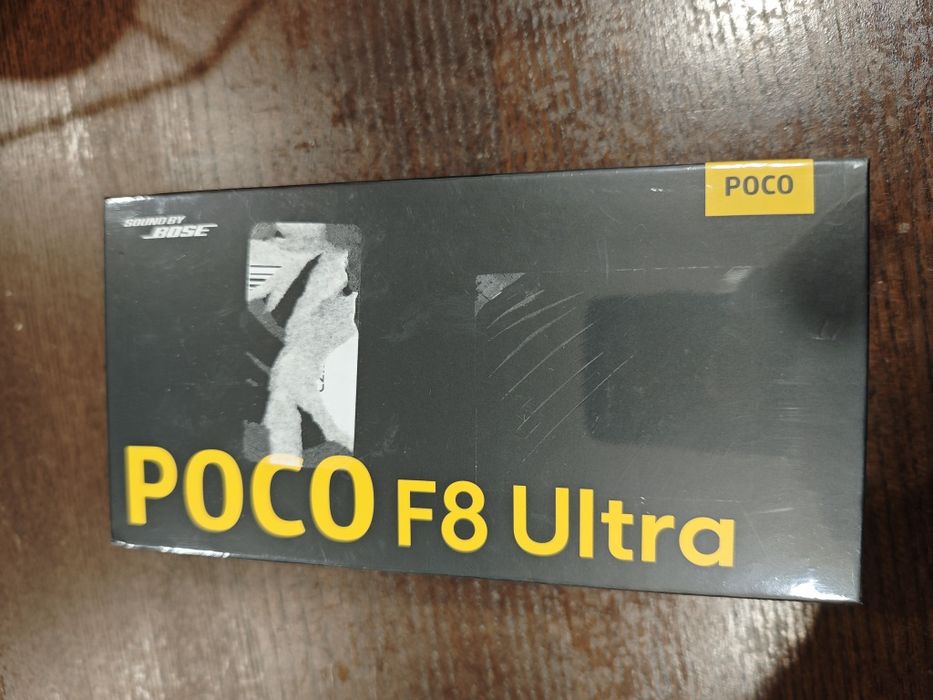 SOUND BY
BOSE
POCO
POCO F8 Ultra